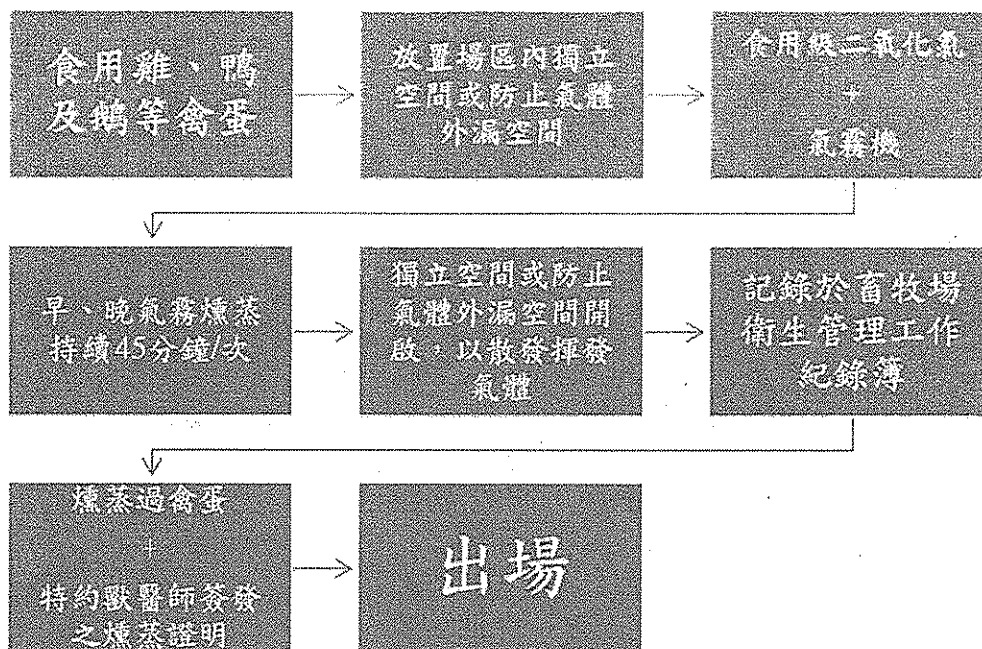 食用雞、鴨
及鵝等禽蛋
放置場區內獨立
空間或防止氣體
外漏空間
食用級二氧化氯
+
氣霧機
早、晚氣霧燻蒸
持續45分鐘/次
獨立空間或防止
氣體外漏空間開
啟，以散發揮發
氣體
記錄於畜牧場
衛生管理工作
紀錄簿
燻蒸過禽蛋
+
特約獸醫師簽發
之燻蒸證明
出場